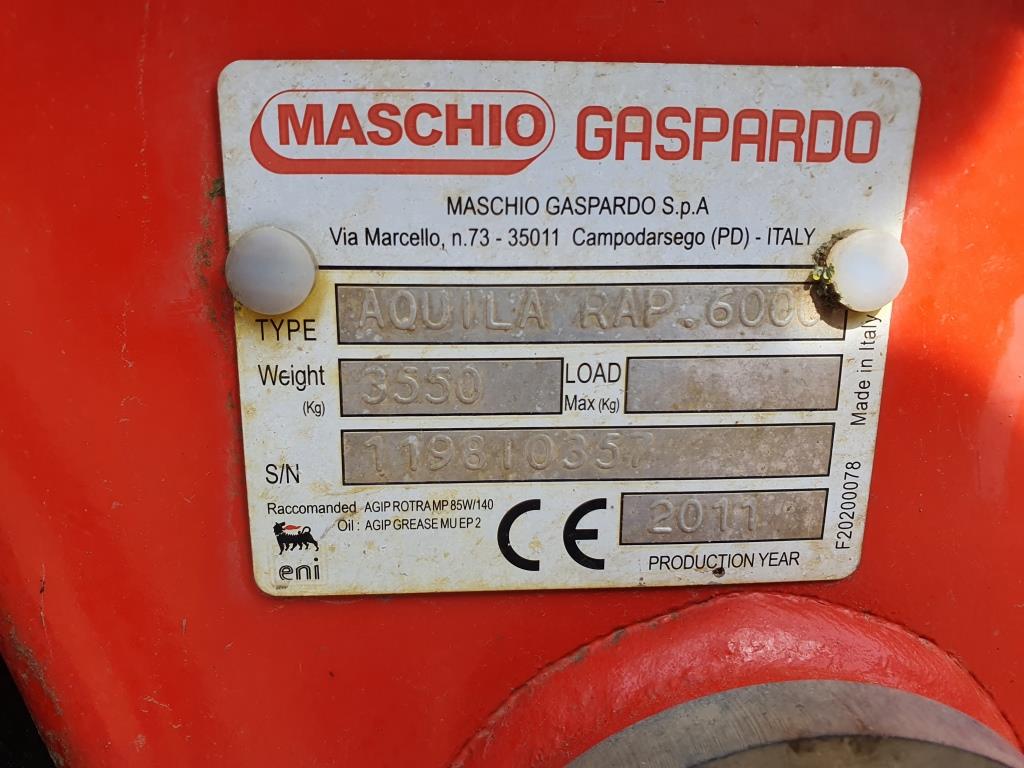 MASCHIO GASPARDO
MASCHIO GASPARDO S.p.A
Via Marcello, n.73 - 35011 Campodarsego (PD) - ITALY
TYPE AQUILA RAP.6000
Weight (Kg) 3550 LOAD Max (Kg)
S/N 119810357
Raccomanded AGIP ROTRA MP 85W/140
Oil : AGIP GREASE MU EP 2
eni
CE
2011
PRODUCTION YEAR
F20200078 Made in Italy